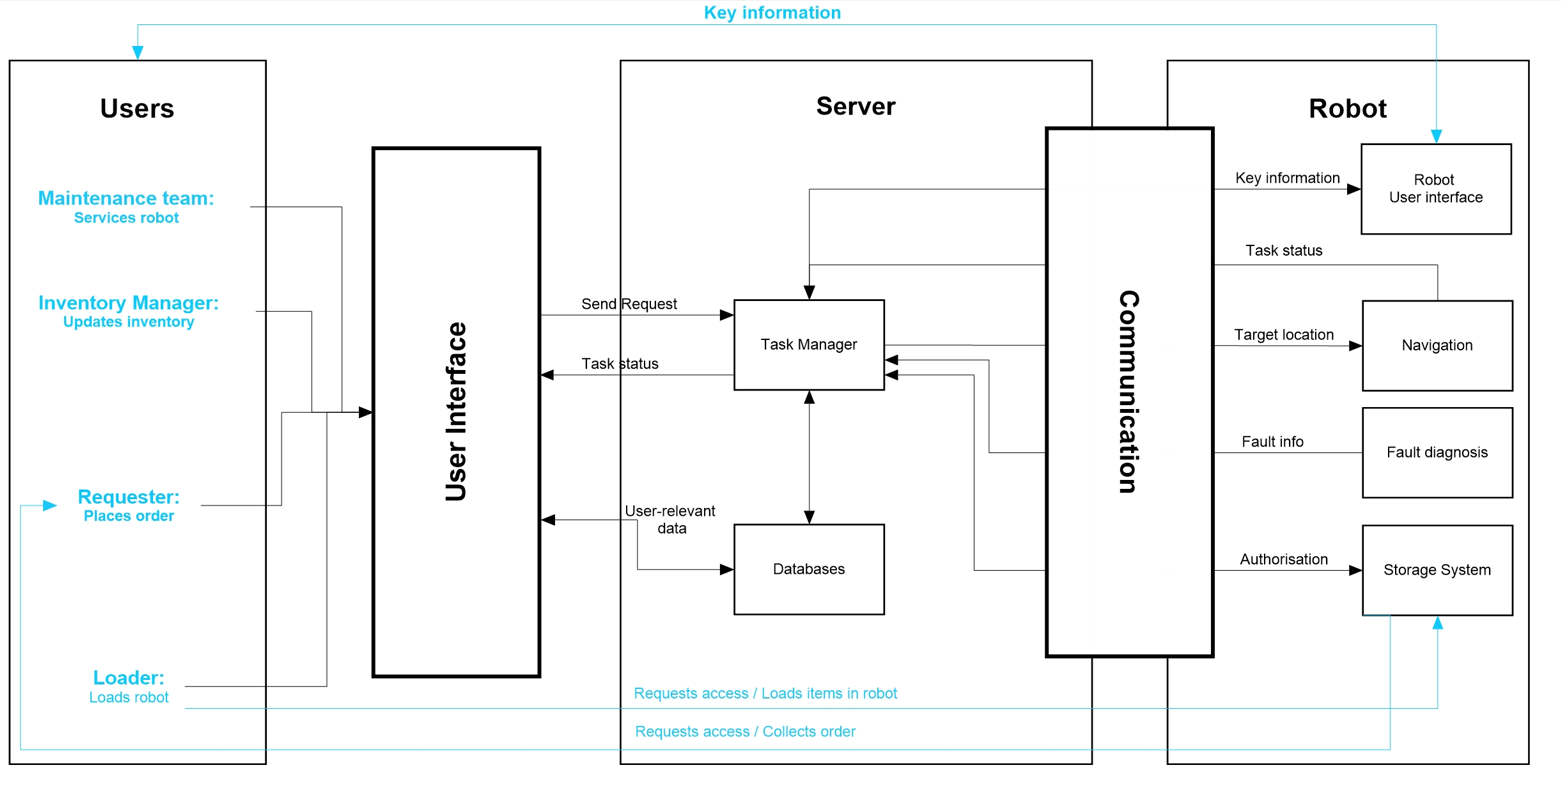 Key information
Users
Server
Robot
Maintenance team:
Services robot
Inventory Manager:
Updates inventory
Requester:
Places order
Loader:
Loads robot
User Interface
Send Request
Task status
User-relevant
data
Task Manager
Databases
Communication
Key information
Task status
Target location
Fault info
Authorisation
Robot
User interface
Navigation
Fault diagnosis
Storage System
Requests access / Loads items in robot
Requests access / Collects order